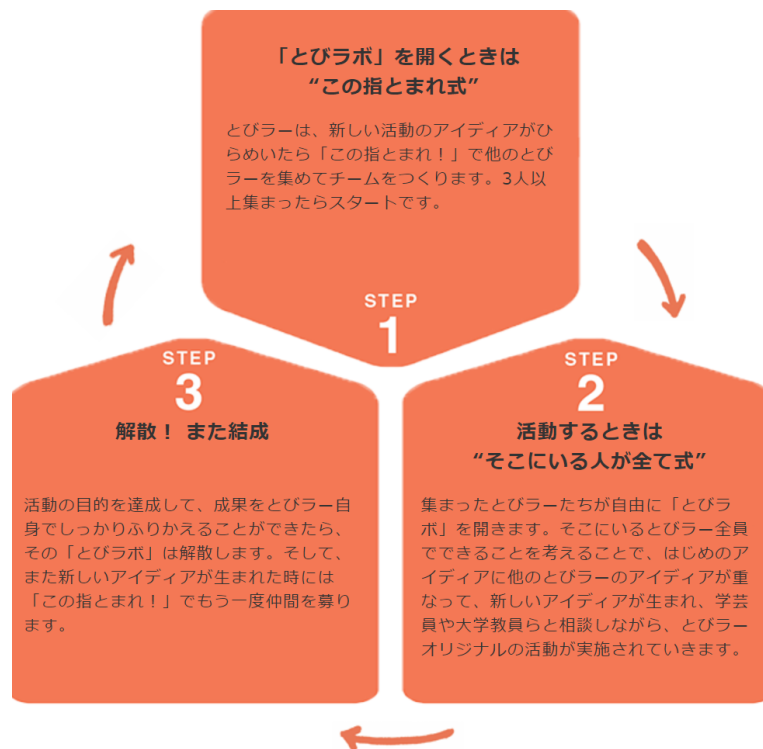 「とびラボ」を開くときは
“この指とまれ式”
とびラーは、新しい活動のアイディアがひ
らめいたら「この指とまれ！」で他のとび
ラーを集めてチームをつくります。3人以
上集まったらスタートです。
STEP
1
STEP
2
活動するときは
“そこにいる人が全て式”
集まったとびラーたちが自由に「とびラ
ボ」を開きます。そこにいるとびラー全員
でできることを考えることで、はじめのア
イディアに他のとびラーのアイディアが重
なって、新しいアイディアが生まれ、学芸
員や大学教員らと相談しながら、とびラー
オリジナルの活動が実施されていきます。
STEP
3
解散！ また結成
活動の目的を達成して、成果をとびラー自
身でしっかりふりかえることができたら、
その「とびラボ」は解散します。そして、
また新しいアイディアが生まれた時には
「この指とまれ！」でもう一度仲間を募り
ます。